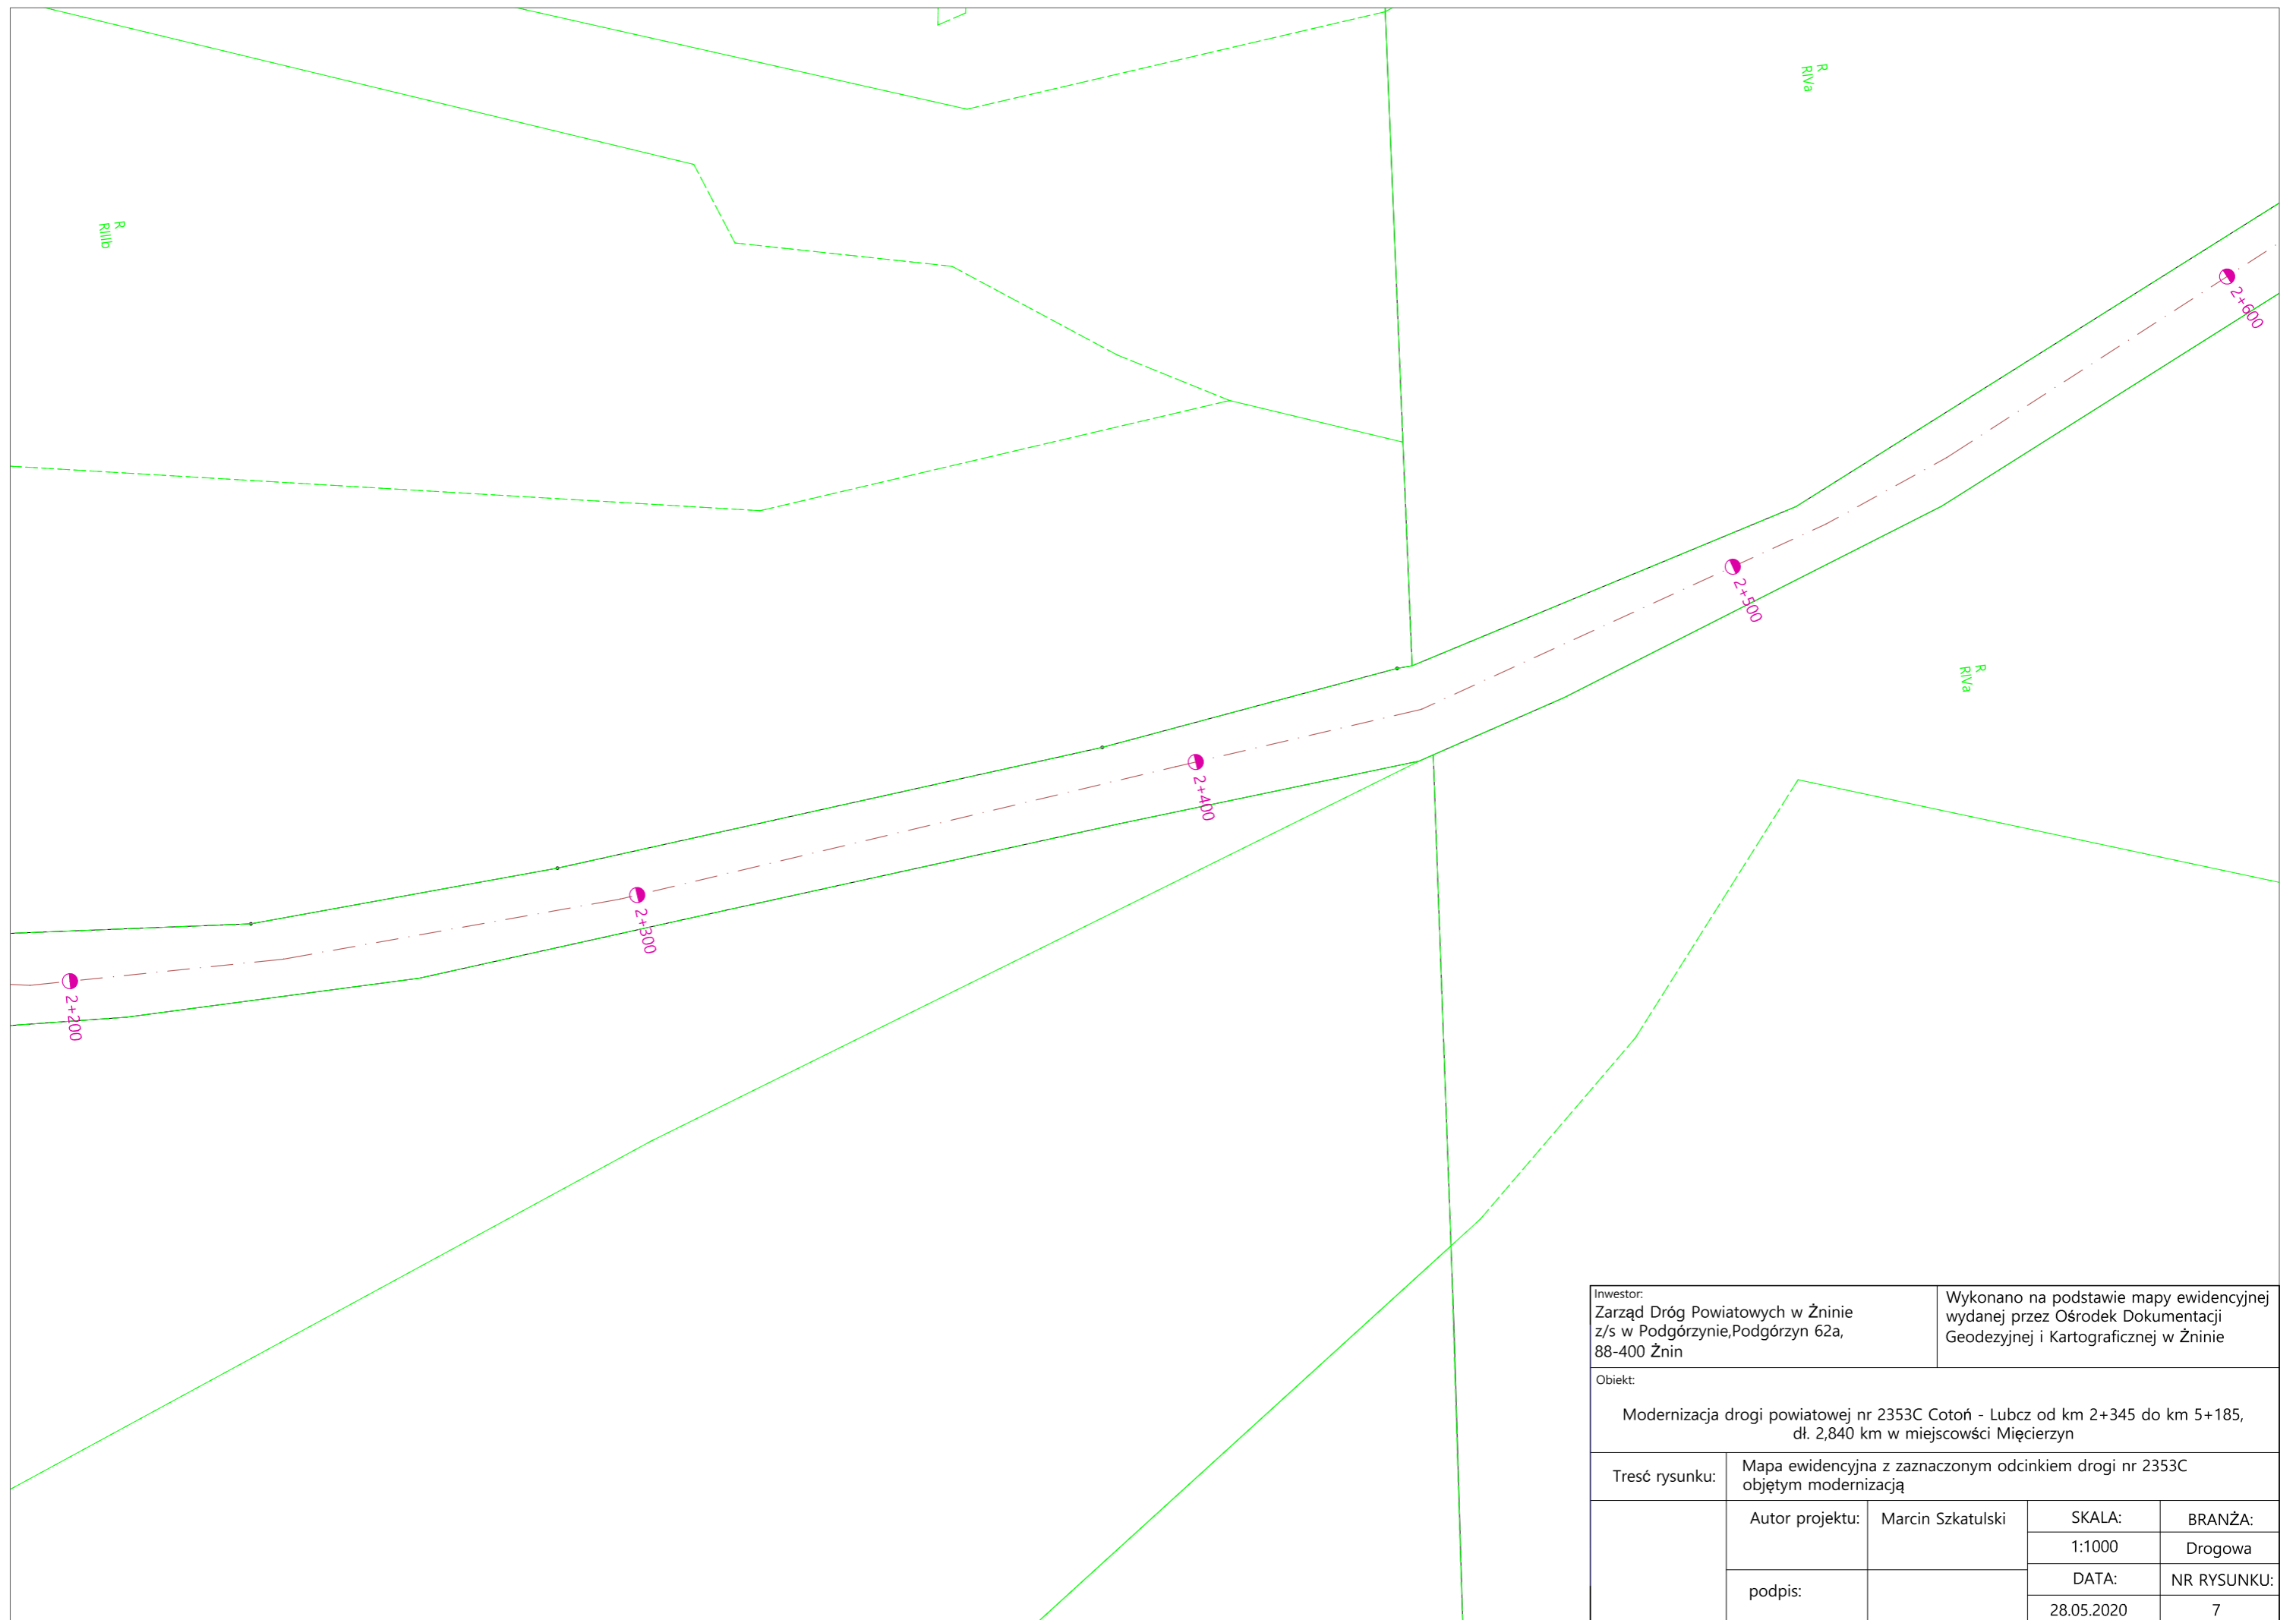 R
RIVa
R
RIIIb
2+600
2+500
R
RIVa
2+400
2+300
2+200
Inwestor:
Zarząd Dróg Powiatowych w Żninie
z/s w Podgórzynie,Podgórzyn 62a,
88-400 Żnin
Wykonano na podstawie mapy ewidencyjnej
wydanej przez Ośrodek Dokumentacji
Geodezyjnej i Kartograficznej w Żninie
Obiekt:
Modernizacja drogi powiatowej nr 2353C Cotoń - Lubcz od km 2+345 do km 5+185,
dł. 2,840 km w miejscowści Mięcierzyn
Tresć rysunku:
Mapa ewidencyjna z zaznaczonym odcinkiem drogi nr 2353C
objętym modernizacją
Autor projektu:
Marcin Szkatulski
SKALA:
BRANŻA:
1:1000
Drogowa
podpis:
DATA:
NR RYSUNKU:
28.05.2020
7